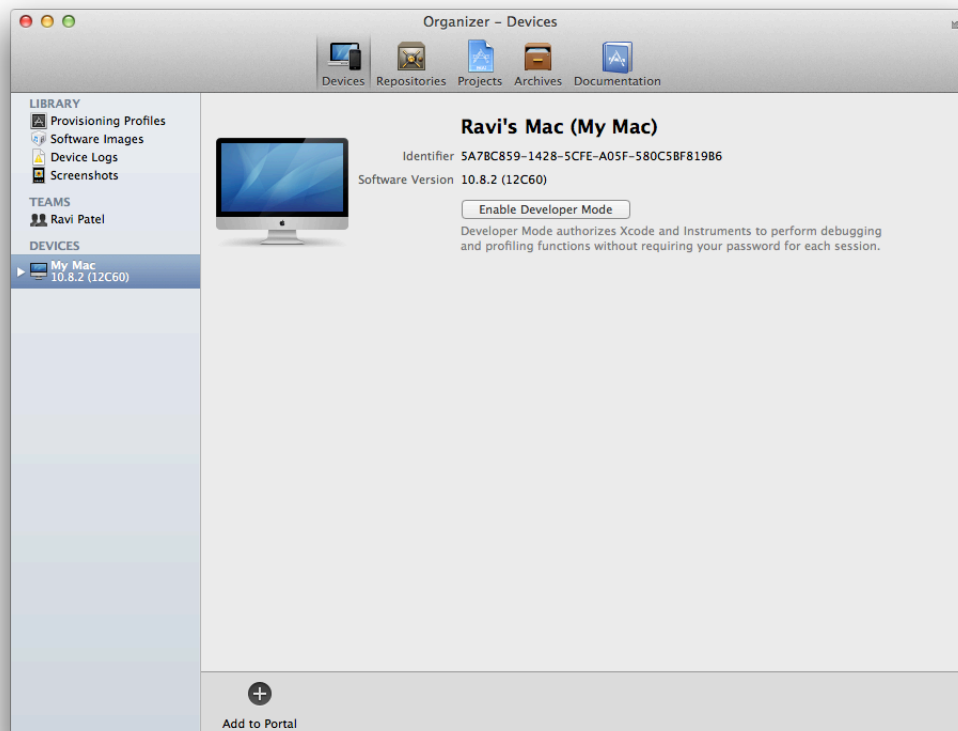 Organizer – Devices
Devices Repositories Projects Archives Documentation
LIBRARY
Provisioning Profiles
Software Images
Device Logs
Screenshots
TEAMS
Ravi Patel
DEVICES
My Mac
10.8.2 (12C60)
Ravi's Mac (My Mac)
Identifier 5A7BC859-1428-5CFE-A05F-580C5BF819B6
Software Version 10.8.2 (12C60)
Enable Developer Mode
Developer Mode authorizes Xcode and Instruments to perform debugging
and profiling functions without requiring your password for each session.
Add to Portal